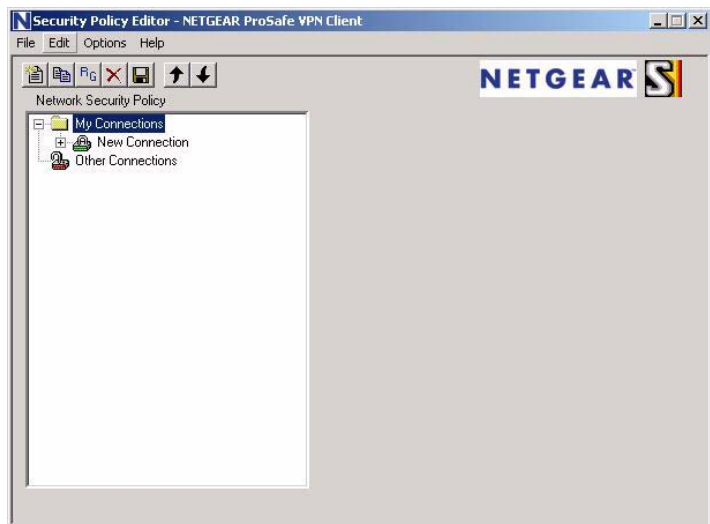 N Security Policy Editor - NETGEAR ProSafe VPN Client
File Edit Options Help
RG
NETGEAR S
Network Security Policy
My Connections
New Connection
Other Connections